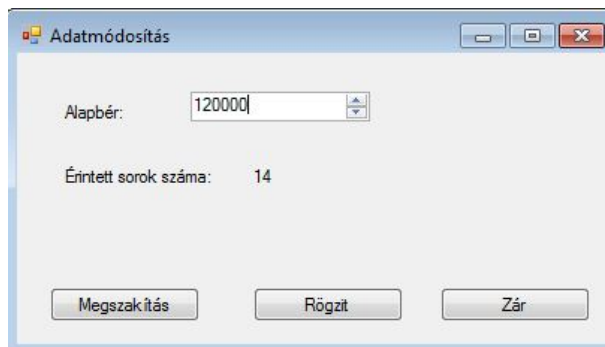 Adatmódosítás
Alapbér: 120000
Érintett sorok száma: 14
Megszakítás Rögzit Zár